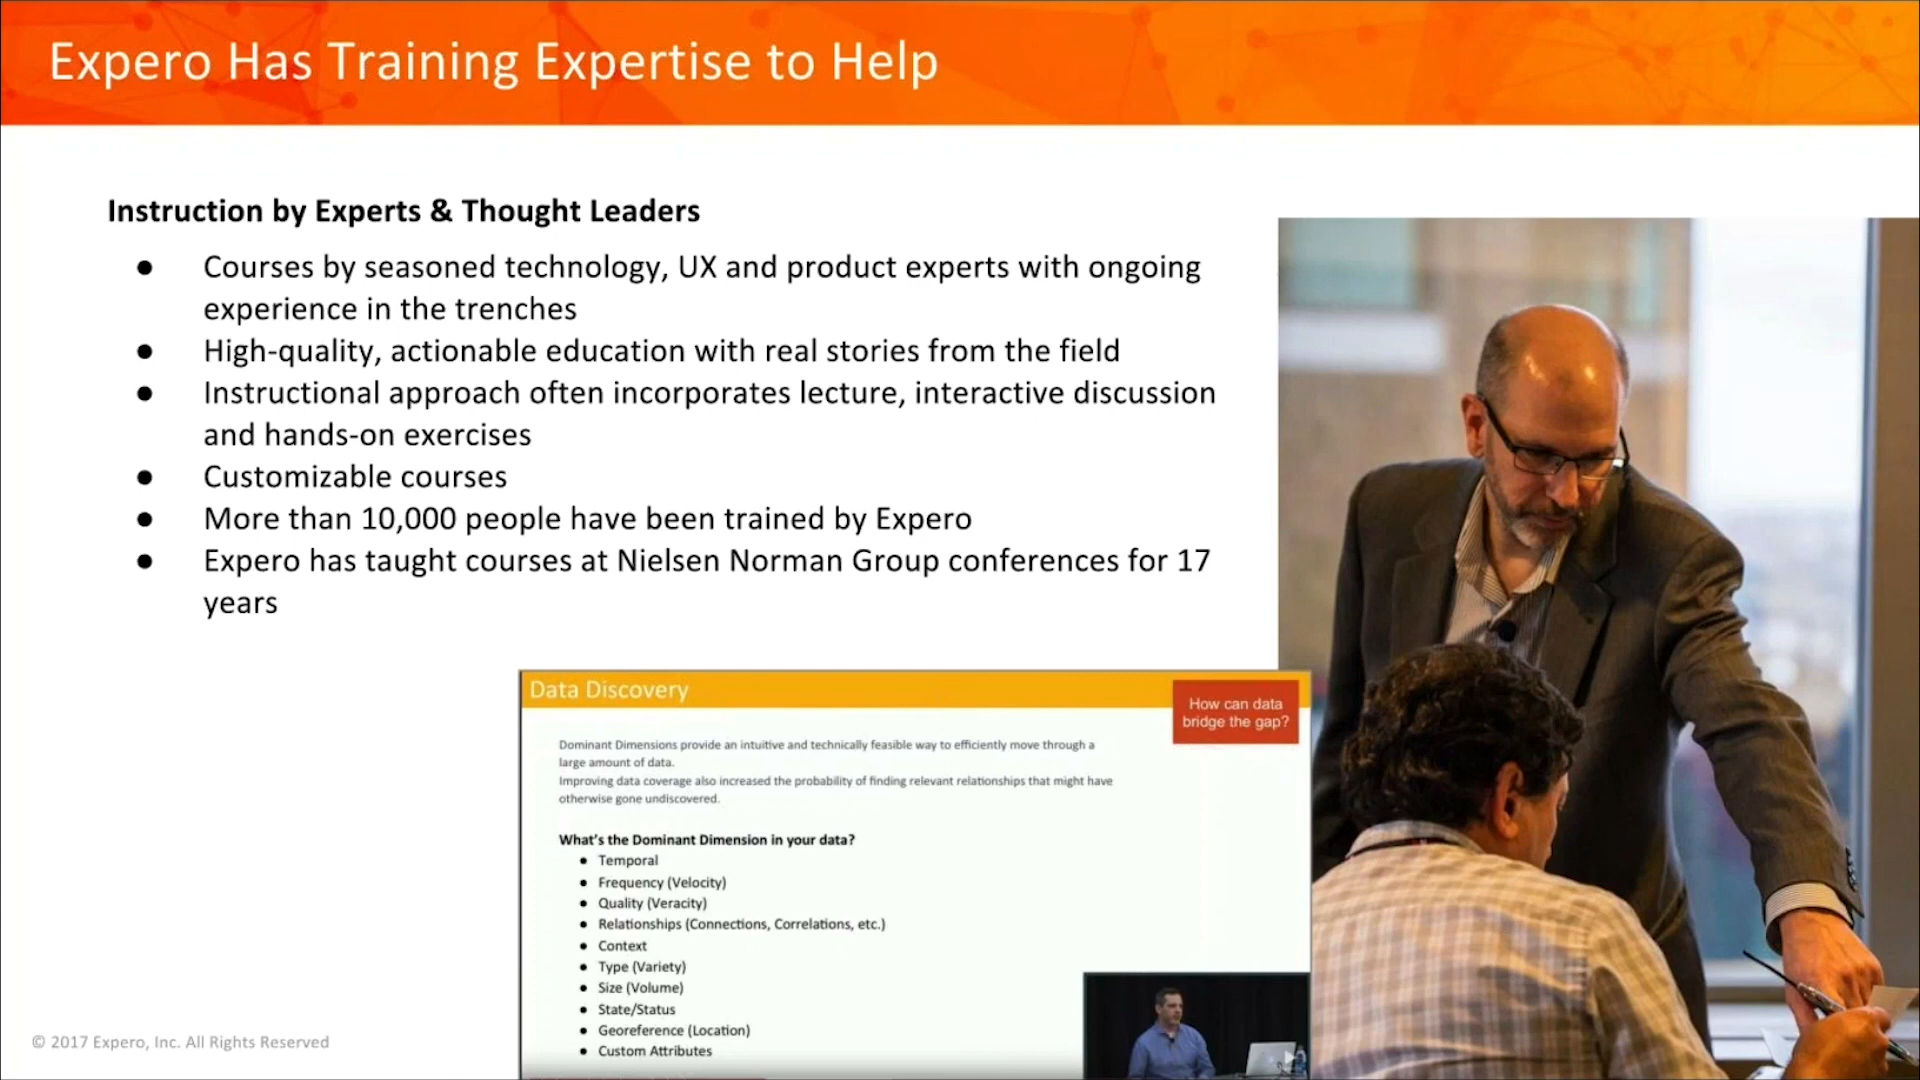 Expero Has Training Expertise to Help
Instruction by Experts & Thought Leaders
● Courses by seasoned technology, UX and product experts with ongoing
experience in the trenches
● High-quality, actionable education with real stories from the field
● Instructional approach often incorporates lecture, interactive discussion
and hands-on exercises
● Customizable courses
● More than 10,000 people have been trained by Expero
● Expero has taught courses at Nielsen Norman Group conferences for 17
years
Data Discovery
How can data
bridge the gap?
Dominant Dimensions provide an intuitive and technically feasible way to efficiently move through a
large amount of data.
Improving data coverage also increased the probability of finding relevant relationships that might have
otherwise gone undiscovered.
What's the Dominant Dimension in your data?
● Temporal
● Frequency (Velocity)
● Quality (Veracity)
● Relationships (Connections, Correlations, etc.)
● Context
● Type (Variety)
● Size (Volume)
● State/Status
● Georeference (Location)
● Custom Attributes
© 2017 Expero, Inc. All Rights Reserved